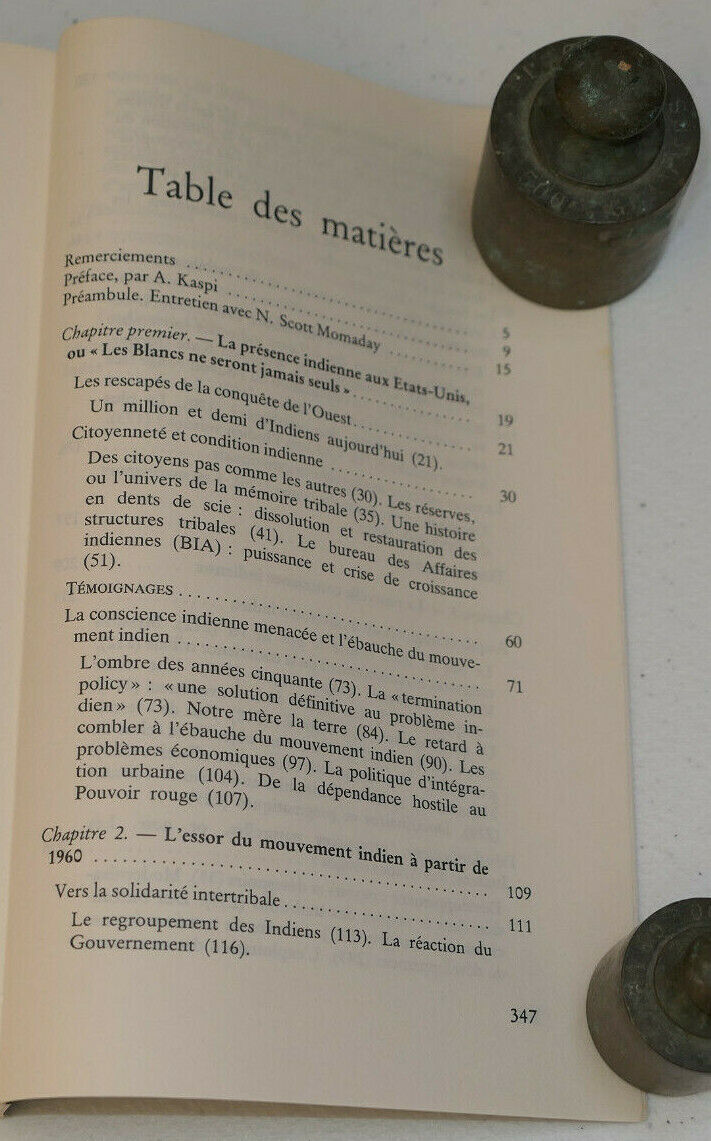 Table des matières
Remerciements .......... 5
Préface, par A. Kaspi .......... 9
Préambule. Entretien avec N. Scott Momaday .......... 15
Chapitre premier. — La présence indienne aux Etats-Unis,
ou « Les Blancs ne seront jamais seuls » .......... 19
Les rescapés de la conquête de l'Ouest .......... 21
Un million et demi d'Indiens aujourd'hui (21).
Citoyenneté et condition indienne .......... 30
Des citoyens pas comme les autres (30). Les réserves,
ou l'univers de la mémoire tribale (35). Une histoire
en dents de scie : dissolution et restauration des
structures tribales (41). Le bureau des Affaires
indiennes (BIA) : puissance et crise de croissance
(51).
TÉMOIGNAGES .......... 60
La conscience indienne menacée et l'ébauche du mouve-
ment indien .......... 71
L'ombre des années cinquante (73). La « termination
policy » : « une solution définitive au problème in-
dien » (73). Notre mère la terre (84). Le retard à
combler à l'ébauche du mouvement indien (90). Les
problèmes économiques (97). La politique d'intégra-
tion urbaine (104). De la dépendance hostile au
Pouvoir rouge (107).
Chapitre 2. — L'essor du mouvement indien à partir de
1960 .......... 109
Vers la solidarité intertribale .......... 111
Le regroupement des Indiens (113). La réaction du
Gouvernement (116).
347